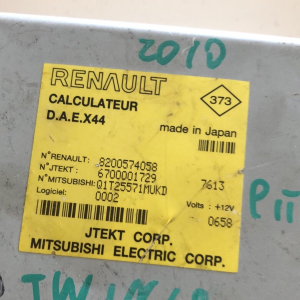 2010
RENAULT
373
CALCULATEUR
D.A.E.X44
made in Japan
N°RENAULT: 8200574058
N°JTEKT: 6700001729
N°MITSUBISHI: Q1T25571MUKD 7613
Logiciel: 0002 Volts: +12V
0658
JTEKT CORP.
MITSUBISHI ELECTRIC CORP.